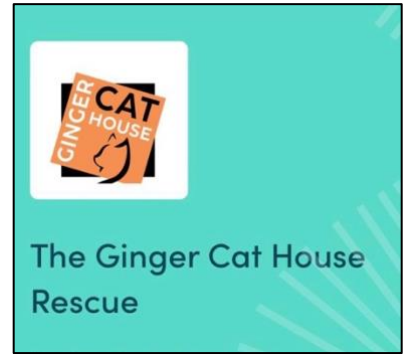 GINGER
CAT
HOUSE
The Ginger Cat House
Rescue